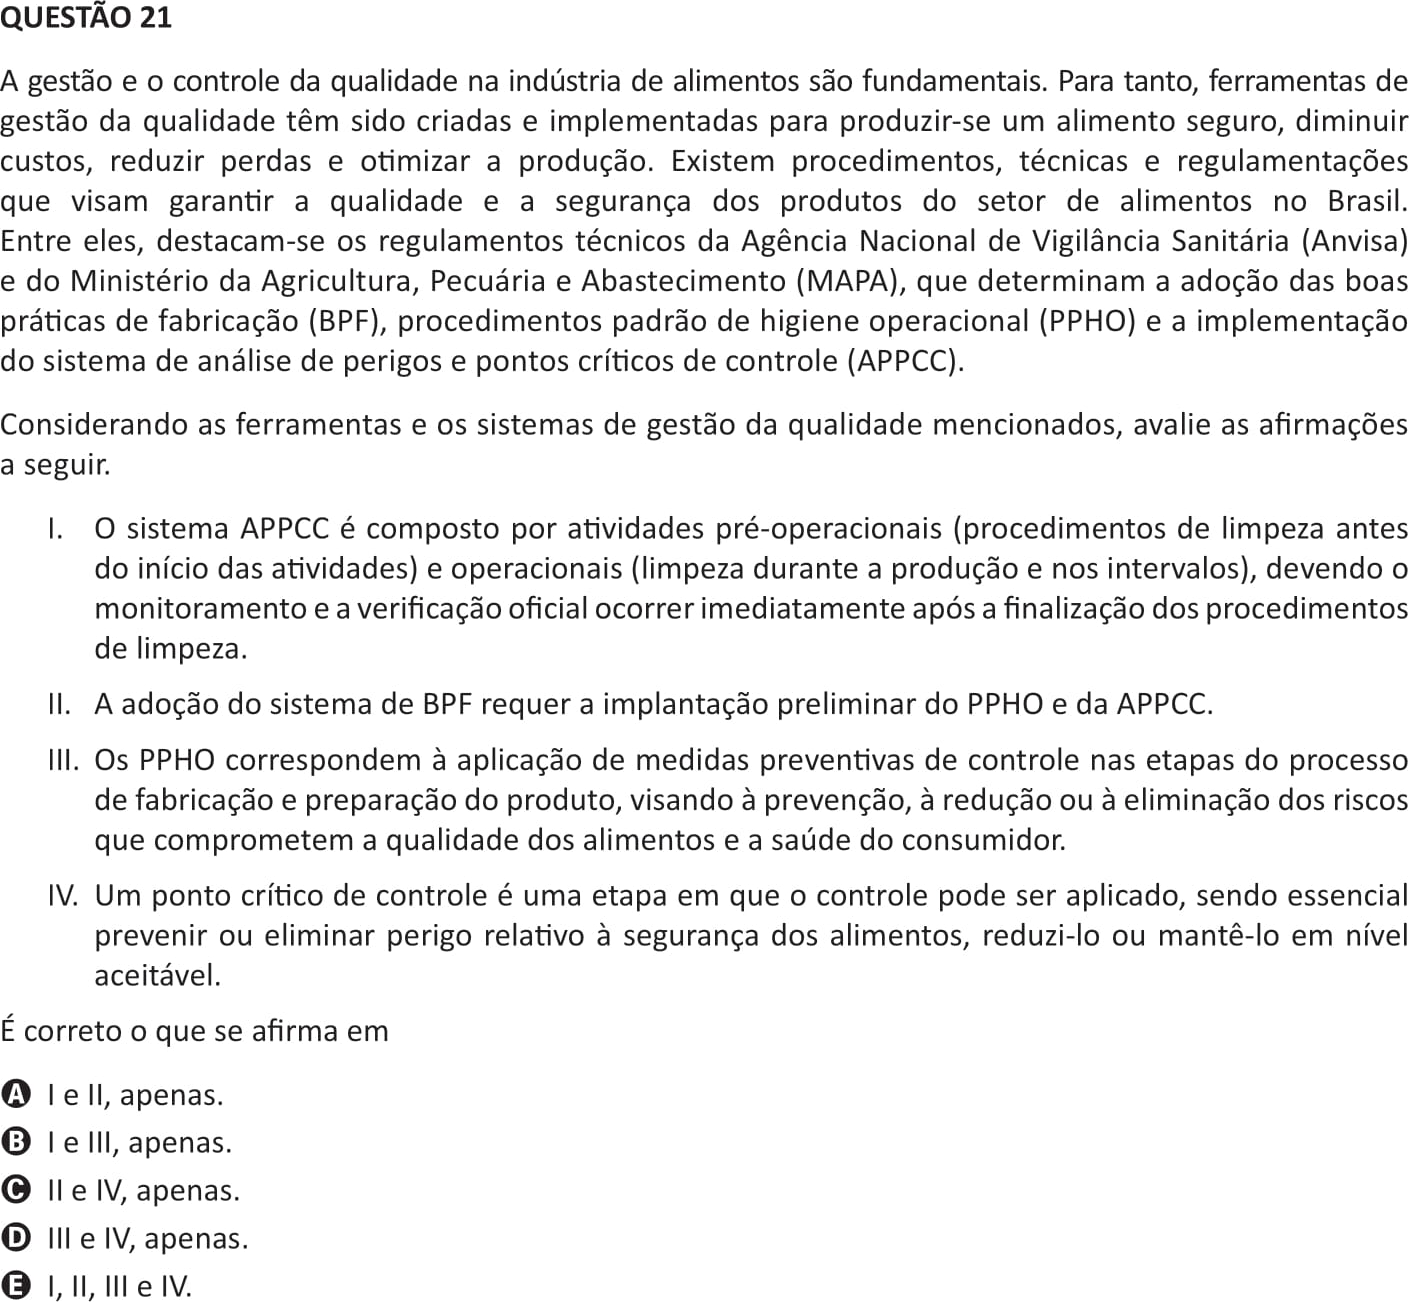 QUESTÃO 21
A gestão e o controle da qualidade na indústria de alimentos são fundamentais. Para tanto, ferramentas de
gestão da qualidade têm sido criadas e implementadas para produzir-se um alimento seguro, diminuir
custos, reduzir perdas e otimizar a produção. Existem procedimentos, técnicas e regulamentações
que visam garantir a qualidade e a segurança dos produtos do setor de alimentos no Brasil.
Entre eles, destacam-se os regulamentos técnicos da Agência Nacional de Vigilância Sanitária (Anvisa)
e do Ministério da Agricultura, Pecuária e Abastecimento (MAPA), que determinam a adoção das boas
práticas de fabricação (BPF), procedimentos padrão de higiene operacional (PPHO) e a implementação
do sistema de análise de perigos e pontos críticos de controle (APPCC).
Considerando as ferramentas e os sistemas de gestão da qualidade mencionados, avalie as afirmações
a seguir.
I. O sistema APPCC é composto por atividades pré-operacionais (procedimentos de limpeza antes
do início das atividades) e operacionais (limpeza durante a produção e nos intervalos), devendo o
monitoramento e a verificação oficial ocorrer imediatamente após a finalização dos procedimentos
de limpeza.
II. A adoção do sistema de BPF requer a implantação preliminar do PPHO e da APPCC.
III. Os PPHO correspondem à aplicação de medidas preventivas de controle nas etapas do processo
de fabricação e preparação do produto, visando à prevenção, à redução ou à eliminação dos riscos
que comprometem a qualidade dos alimentos e a saúde do consumidor.
IV. Um ponto crítico de controle é uma etapa em que o controle pode ser aplicado, sendo essencial
prevenir ou eliminar perigo relativo à segurança dos alimentos, reduzi-lo ou mantê-lo em nível
aceitável.
É correto o que se afirma em
A I e II, apenas.
B I e III, apenas.
C II e IV, apenas.
D III e IV, apenas.
E I, II, III e IV.